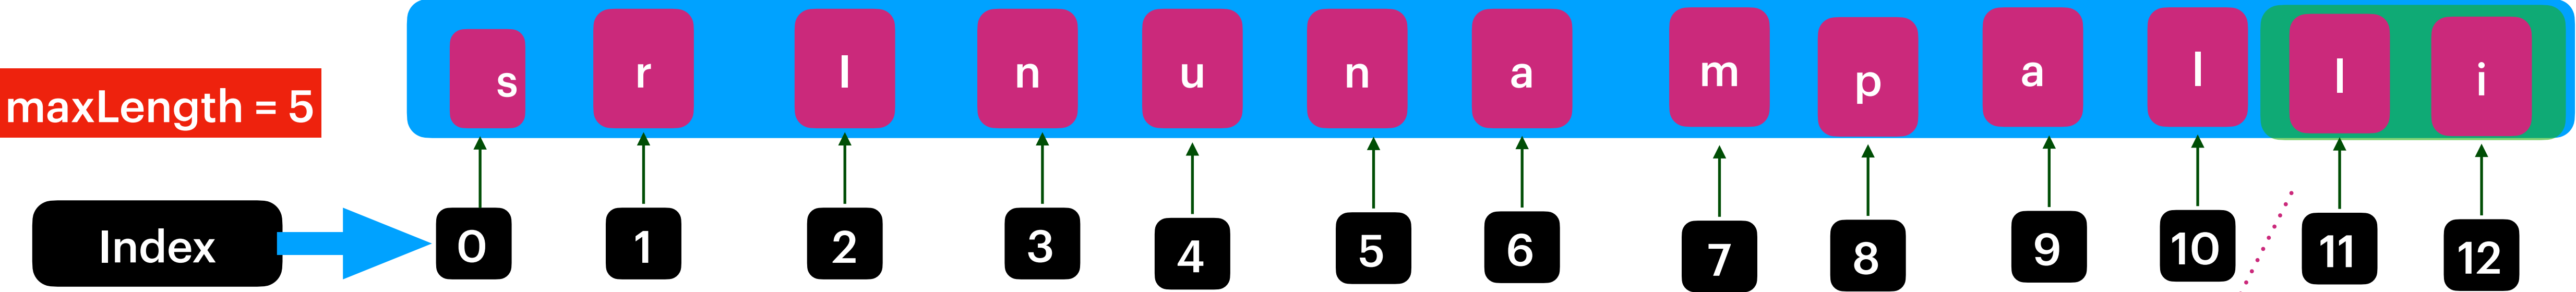 s r I n u n a m p a l l i
maxLength = 5
Index 0 1 2 3 4 5 6 7 8 9 10 11 12